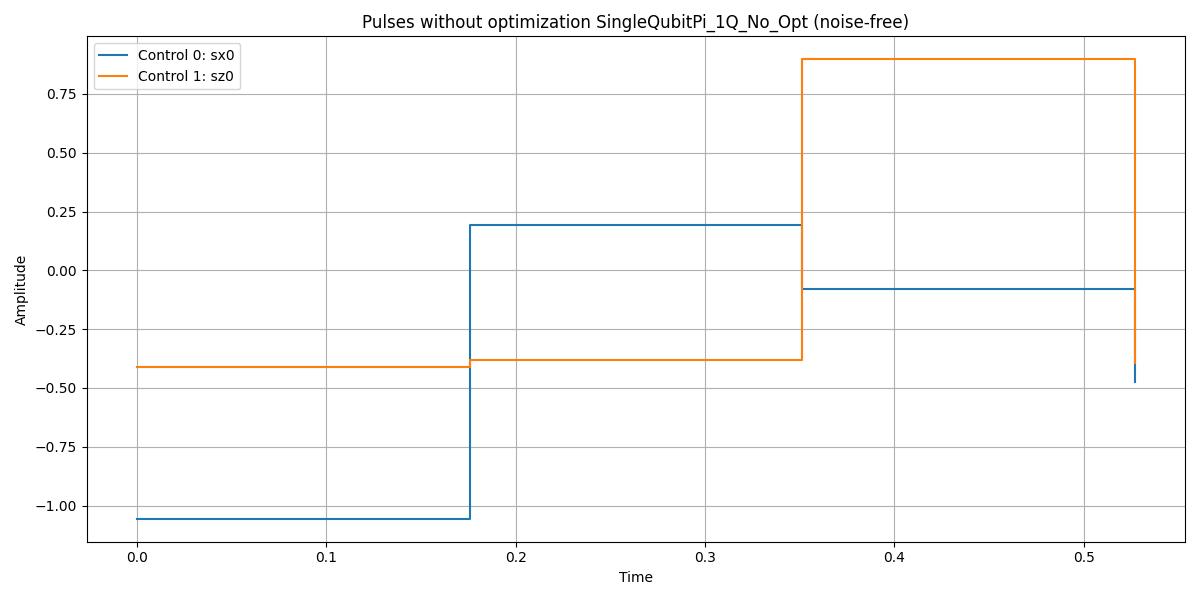 Pulses without optimization SingleQubitPi_1Q_No_Opt (noise-free)
Control 0: sx0
Control 1: sz0
Amplitude
0.75
0.50
0.25
0.00
−0.25
−0.50
−0.75
−1.00
0.0 0.1 0.2 0.3 0.4 0.5
Time